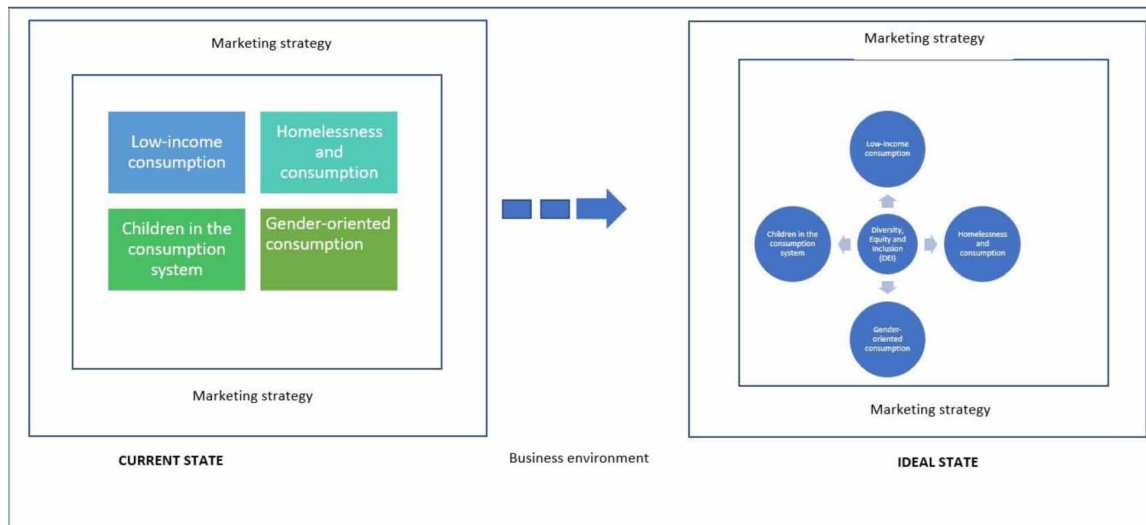 Marketing strategy
Low-income
consumption
Homelessness
and
consumption
Children in the
consumption
system
Gender-oriented
consumption
Marketing strategy
CURRENT STATE
Business environment
Marketing strategy
Low-income
consumption
Children in the
consumption
system
Diversity,
Equity and
Inclusion
(DEI)
Homelessness
and
consumption
Gender-
oriented
consumption
Marketing strategy
IDEAL STATE